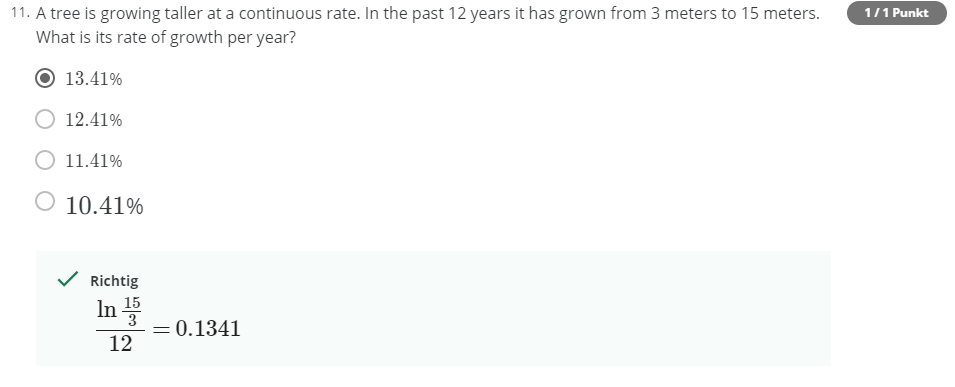 11. A tree is growing taller at a continuous rate. In the past 12 years it has grown from 3 meters to 15 meters.
What is its rate of growth per year?
1 / 1 Punkt
13.41%
12.41%
11.41%
10.41%
Richtig
ln 15/3 / 12 = 0.1341